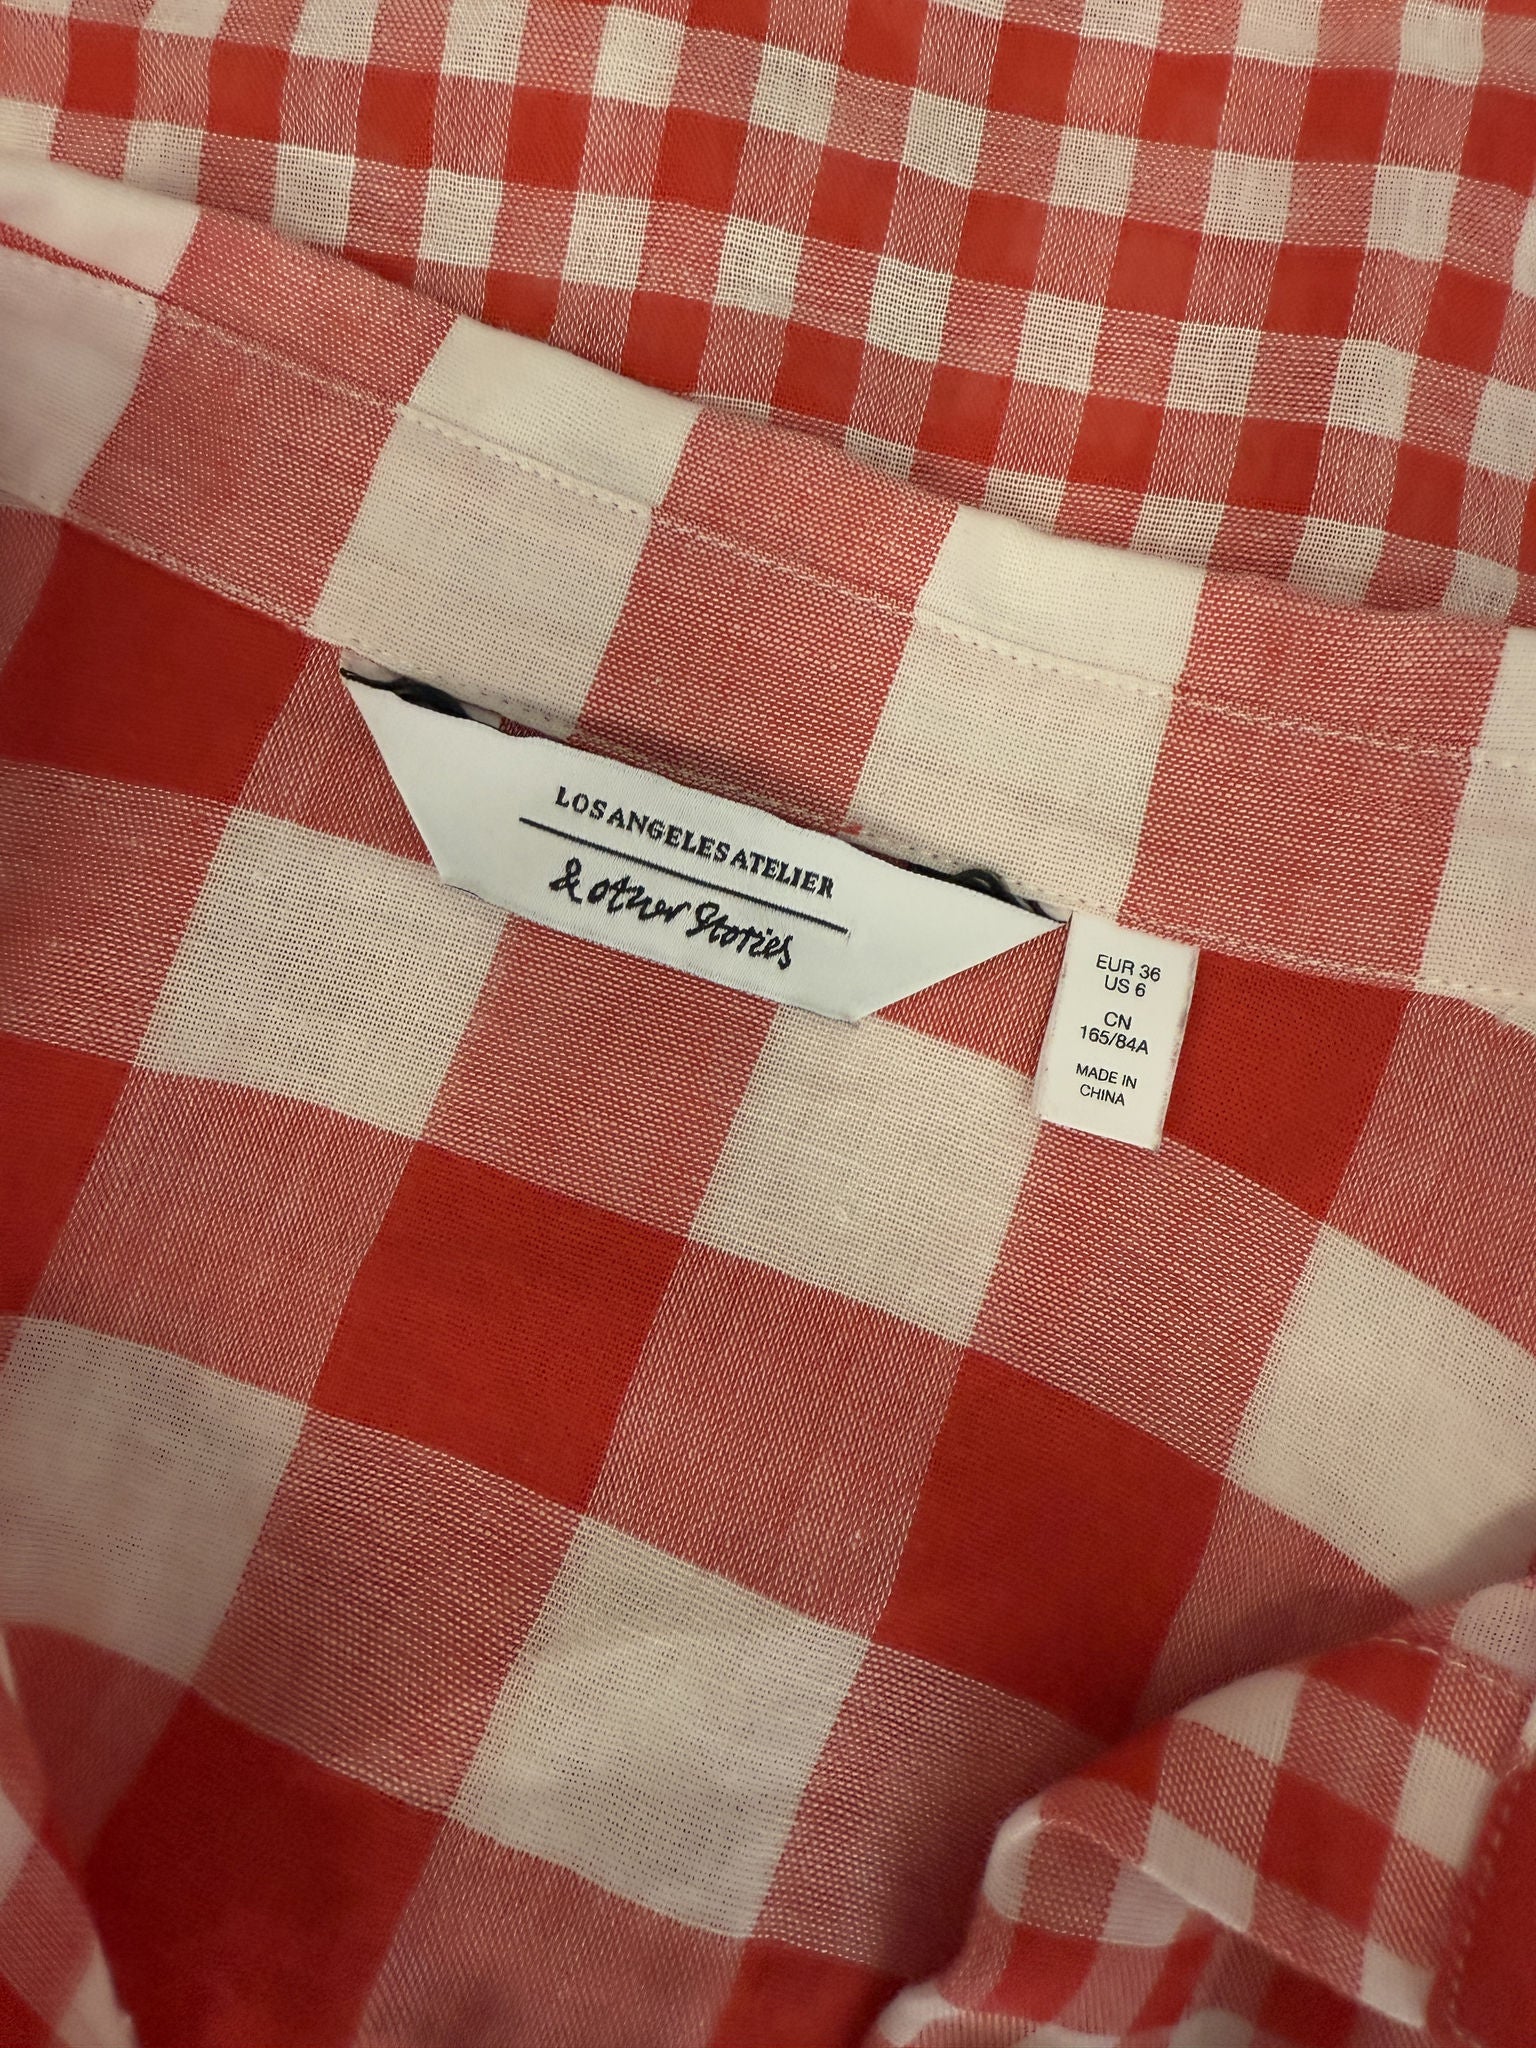 LOS ANGELES ATELIER
& other Stories
EUR 36
US 6
CN
165/84A
MADE IN
CHINA